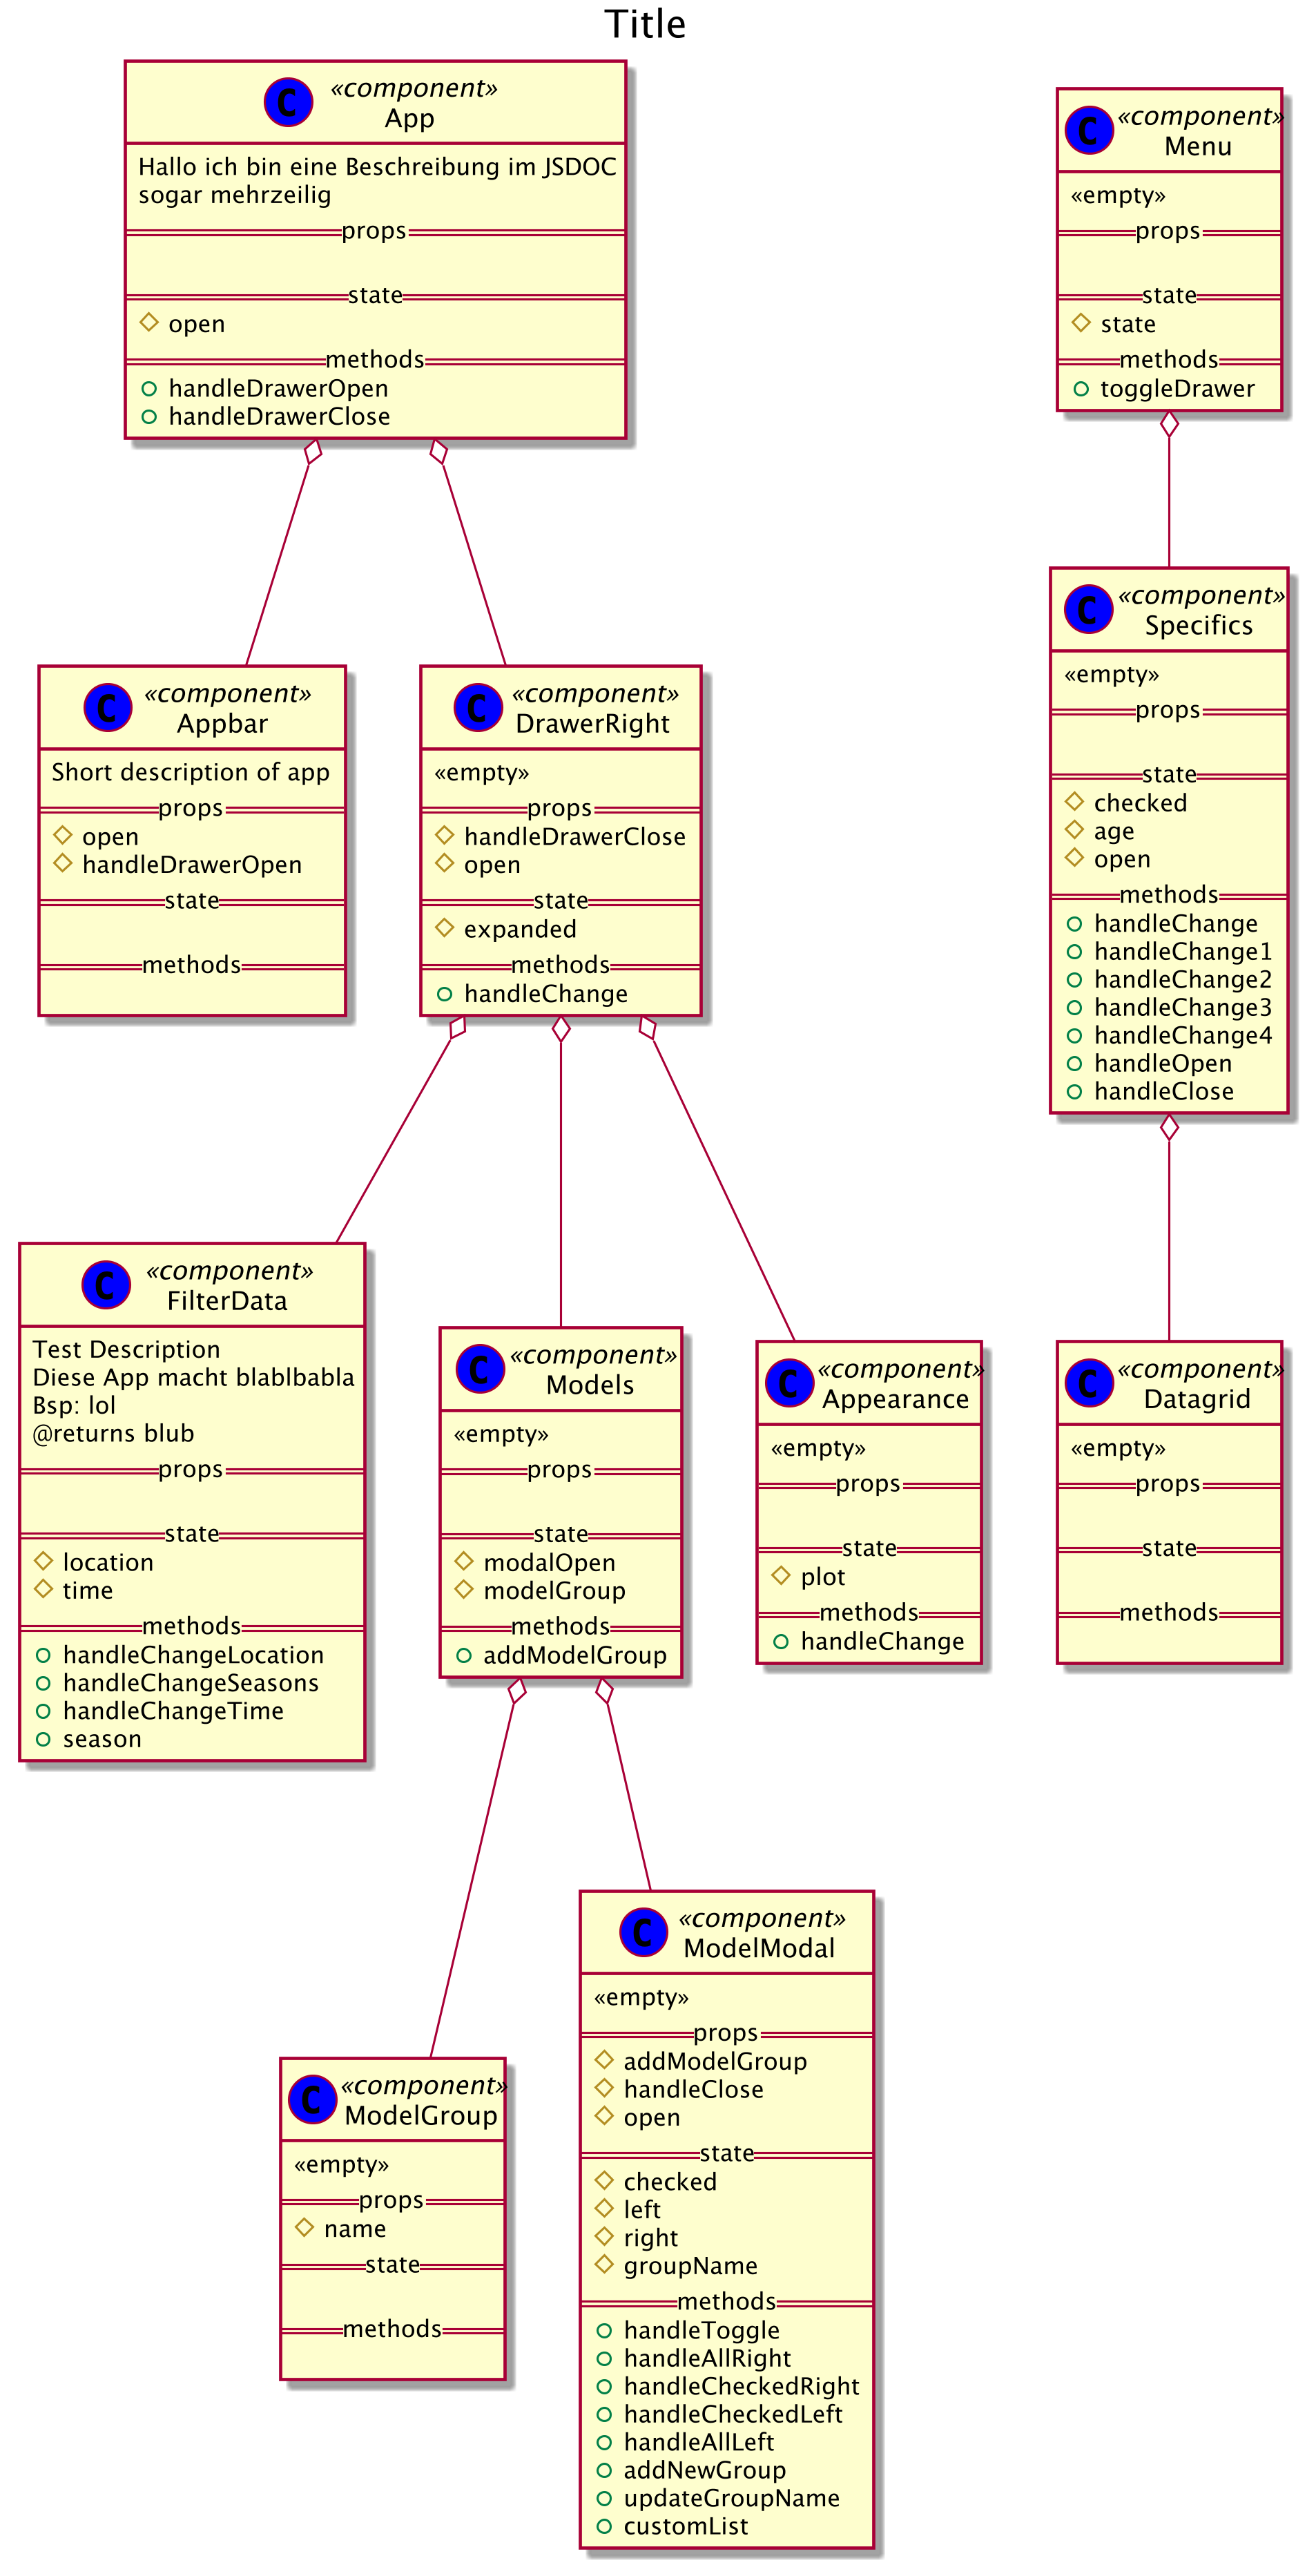 Title
C
«component»
App
Hallo ich bin eine Beschreibung im JSDOC
sogar mehrzeilig
props
state
open
methods
handleDrawerOpen
handleDrawerClose
C
«component»
Menu
«empty»
props
state
state
methods
toggleDrawer
C
«component»
Appbar
Short description of app
props
open
handleDrawerOpen
state
methods
C
«component»
DrawerRight
«empty»
props
handleDrawerClose
open
state
expanded
methods
handleChange
C
«component»
Specifics
«empty»
props
state
checked
age
open
methods
handleChange
handleChange1
handleChange2
handleChange3
handleChange4
handleOpen
handleClose
C
«component»
FilterData
Test Description
Diese App macht blablbabla
Bsp: lol
@returns blub
props
state
location
time
methods
handleChangeLocation
handleChangeSeasons
handleChangeTime
season
C
«component»
Models
«empty»
props
state
modalOpen
modelGroup
methods
addModelGroup
C
«component»
Appearance
«empty»
props
state
plot
methods
handleChange
C
«component»
Datagrid
«empty»
props
state
methods
C
«component»
ModelGroup
«empty»
props
name
state
methods
C
«component»
ModelModal
«empty»
props
addModelGroup
handleClose
open
state
checked
left
right
groupName
methods
handleToggle
handleAllRight
handleCheckedRight
handleCheckedLeft
handleAllLeft
addNewGroup
updateGroupName
customList